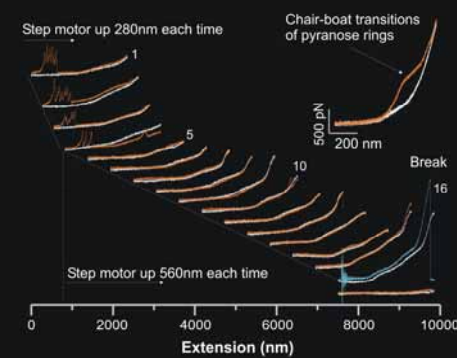 Step motor up 280nm each time
Chair-boat transitions
of pyranose rings
1
500 pN
200 nm
5
10
Break
16
Step motor up 560nm each time
0
2000
4000
6000
8000
10000
Extension (nm)